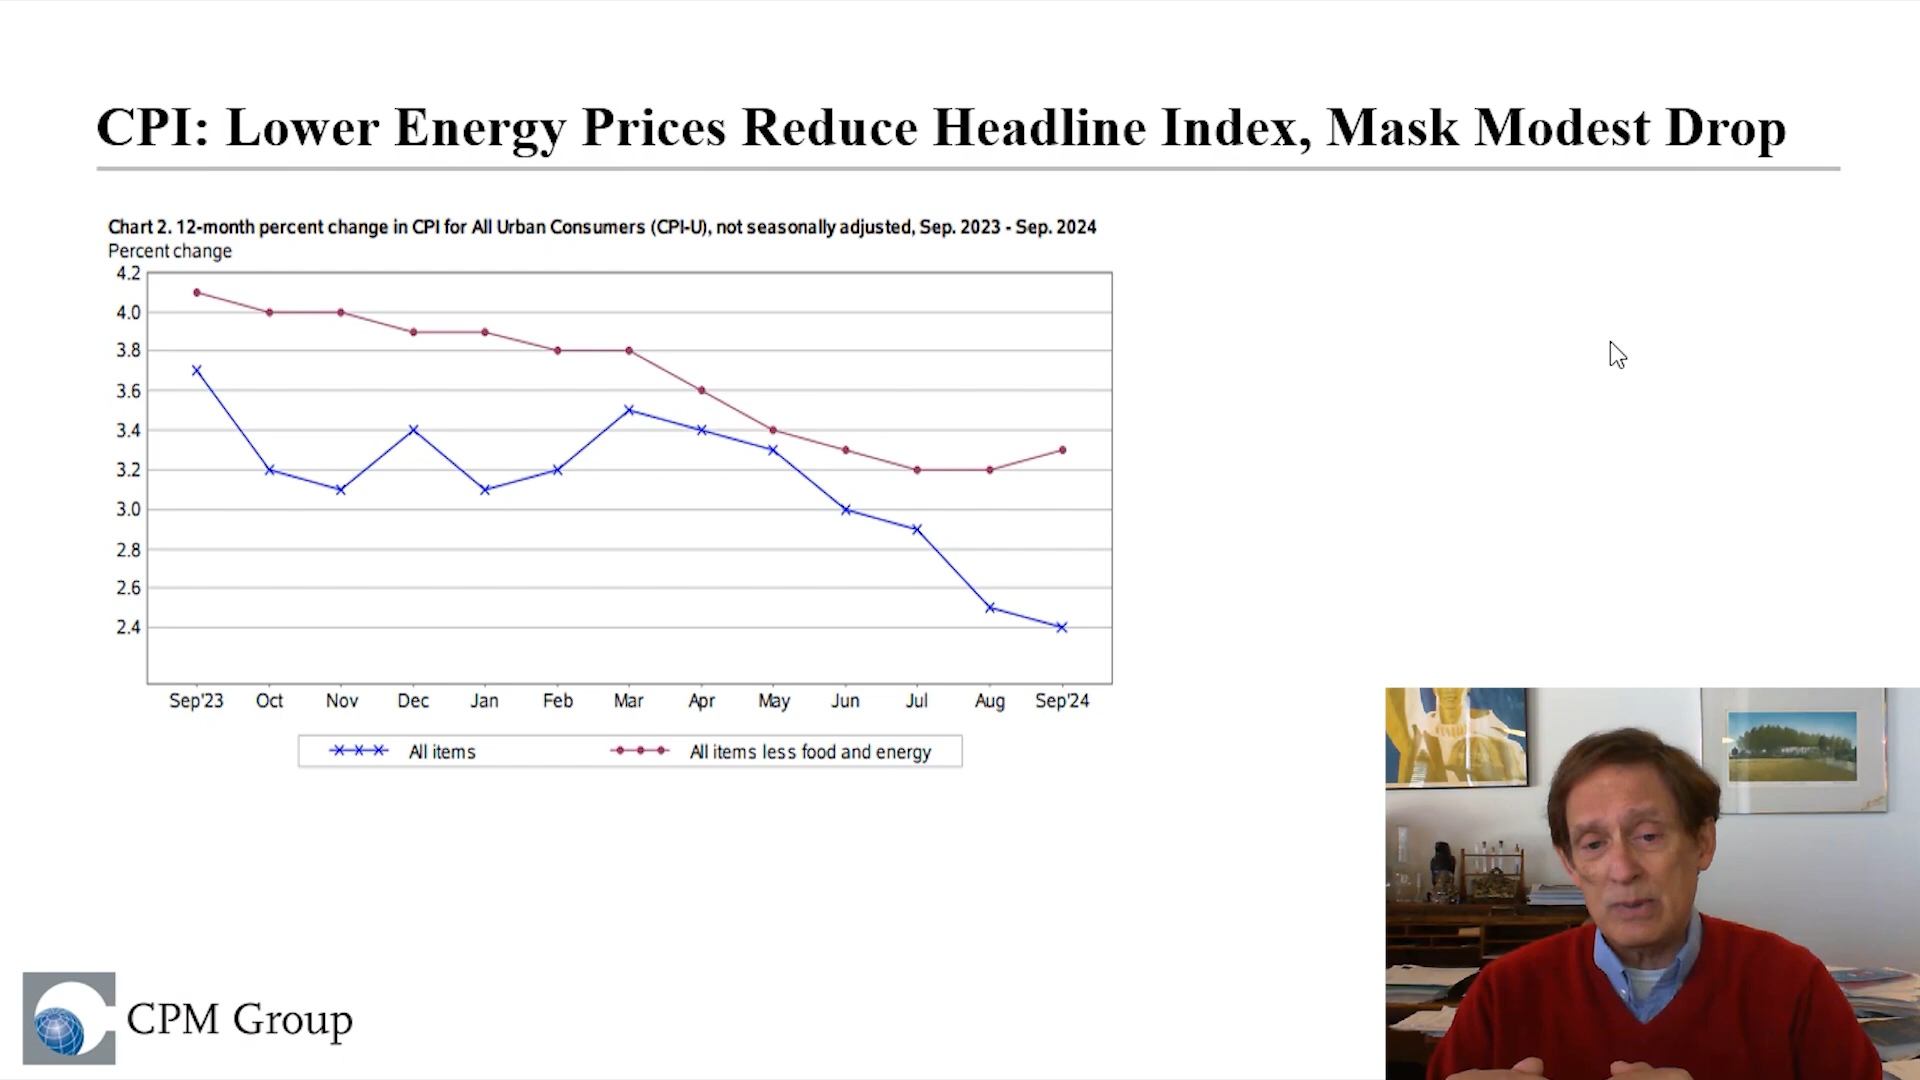 CPI: Lower Energy Prices Reduce Headline Index, Mask Modest Drop
Chart 2. 12-month percent change in CPI for All Urban Consumers (CPI-U), not seasonally adjusted, Sep. 2023 - Sep. 2024
Percent change
4.2
4.0
3.8
3.6
3.4
3.2
3.0
2.8
2.6
2.4
Sep'23 Oct Nov Dec Jan Feb Mar Apr May Jun Jul Aug Sep'24
All items All items less food and energy
CPM Group